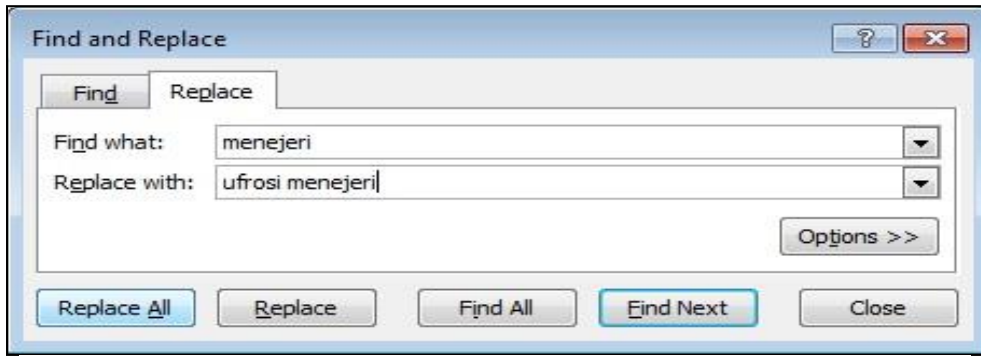 Find and Replace
Find Replace
Find what: menejeri
Replace with: ufrosi menejeri
Options >>
Replace All Replace Find All Find Next Close